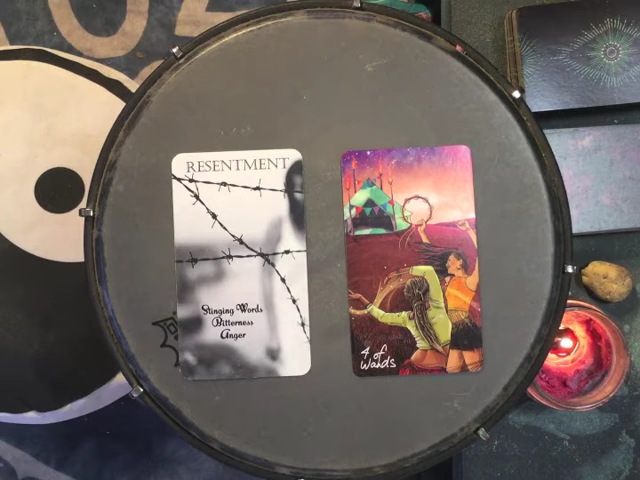 RESENTMENT
Stinging Words
Bitterness
Anger
4 of
Wands